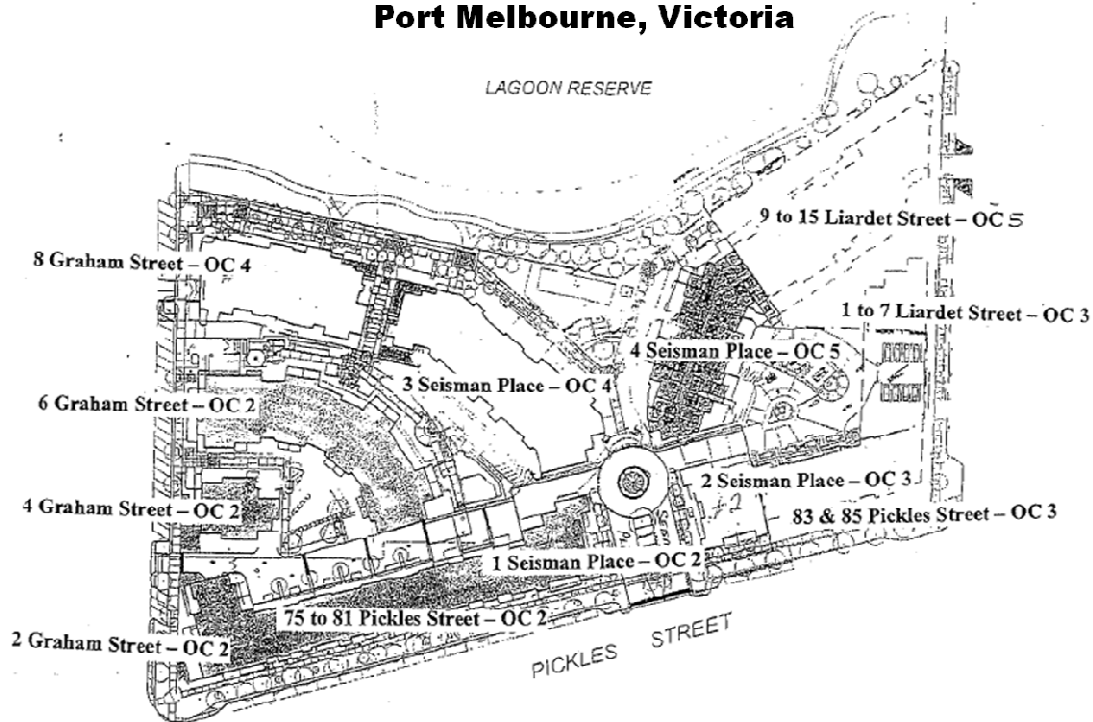 Port Melbourne, Victoria
LAGOON RESERVE
9 to 15 Liardet Street – OC 5
8 Graham Street – OC 4
1 to 7 Liardet Street – OC 3
4 Seisman Place – OC 5
3 Seisman Place – OC 4
6 Graham Street – OC 2
2 Seisman Place – OC 3
4 Graham Street – OC 2
83 & 85 Pickles Street – OC 3
1 Seisman Place – OC 2
75 to 81 Pickles Street – OC 2
2 Graham Street – OC 2
PICKLES STREET